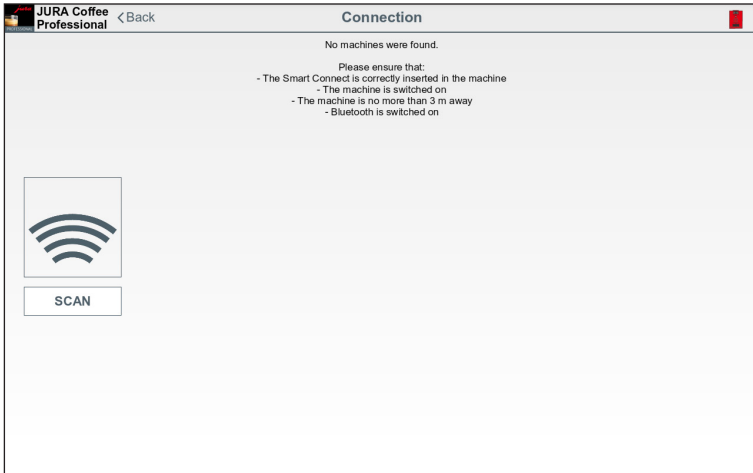 JURA Coffee
Professional
Back
Connection
No machines were found.
Please ensure that:
- The Smart Connect is correctly inserted in the machine
- The machine is switched on
- The machine is no more than 3 m away
- Bluetooth is switched on
SCAN